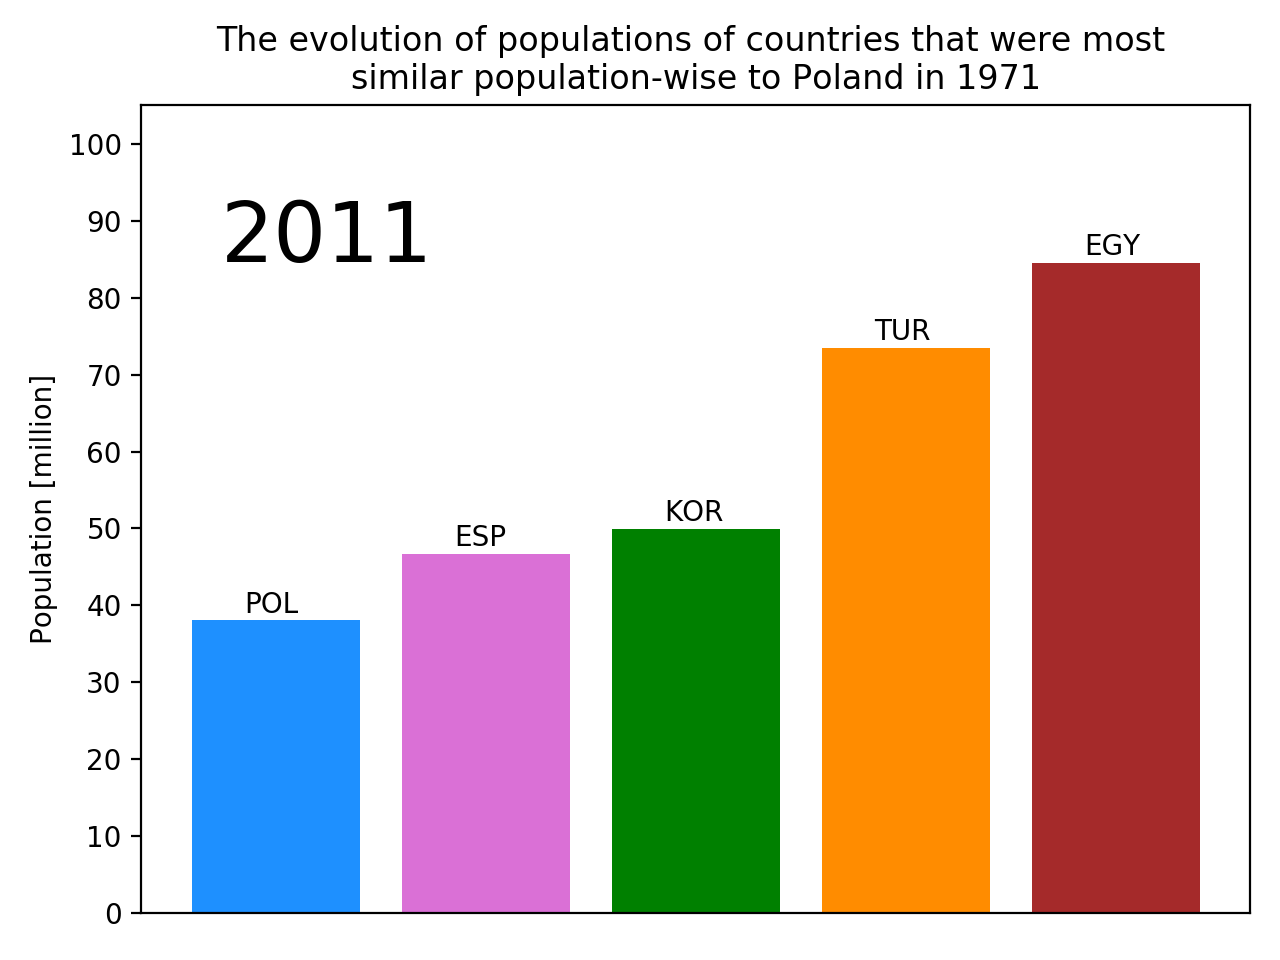 The evolution of populations of countries that were most
similar population-wise to Poland in 1971
100
90
80
70
60
50
40
30
20
10
0
Population [million]
2011
POL
ESP
KOR
TUR
EGY